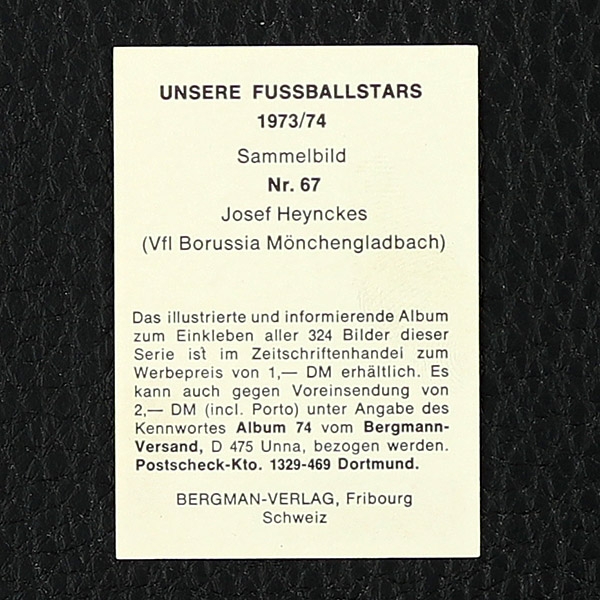 UNSERE FUSSBALLSTARS
1973/74
Sammelbild
Nr. 67
Josef Heynckes
(Vfl Borussia Mönchengladbach)
Das illustrierte und informierende Album
zum Einkleben aller 324 Bilder dieser
Serie ist im Zeitschriftenhandel zum
Werbepreis von 1,— DM erhältlich. Es
kann auch gegen Voreinsendung von
2,— DM (incl. Porto) unter Angabe des
Kennwortes Album 74 vom Bergmann-
Versand, D 475 Unna, bezogen werden.
Postscheck-Kto. 1329-469 Dortmund.
BERGMAN-VERLAG, Fribourg
Schweiz